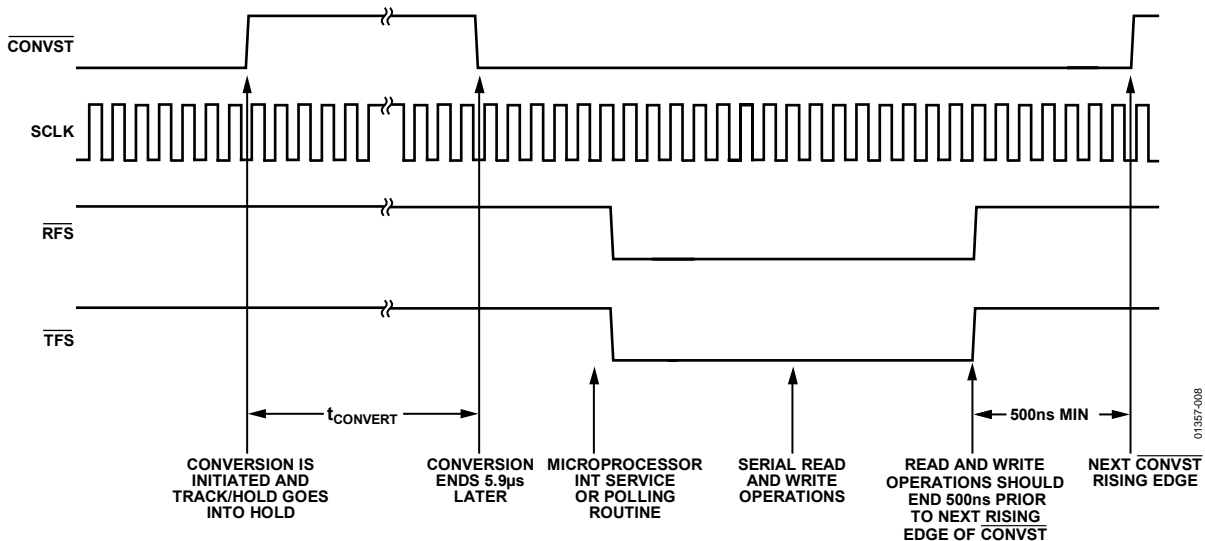 CONVST
SCLK
RFS
TFS
tCONVERT
500ns MIN
CONVERSION IS
INITIATED AND
TRACK/HOLD GOES
INTO HOLD
CONVERSION
ENDS 5.9µs
LATER
MICROPROCESSOR
INT SERVICE
OR POLLING
ROUTINE
SERIAL READ
AND WRITE
OPERATIONS
READ AND WRITE
OPERATIONS SHOULD
END 500ns PRIOR
TO NEXT RISING
EDGE OF CONVST
NEXT CONVST
RISING EDGE
01357-008